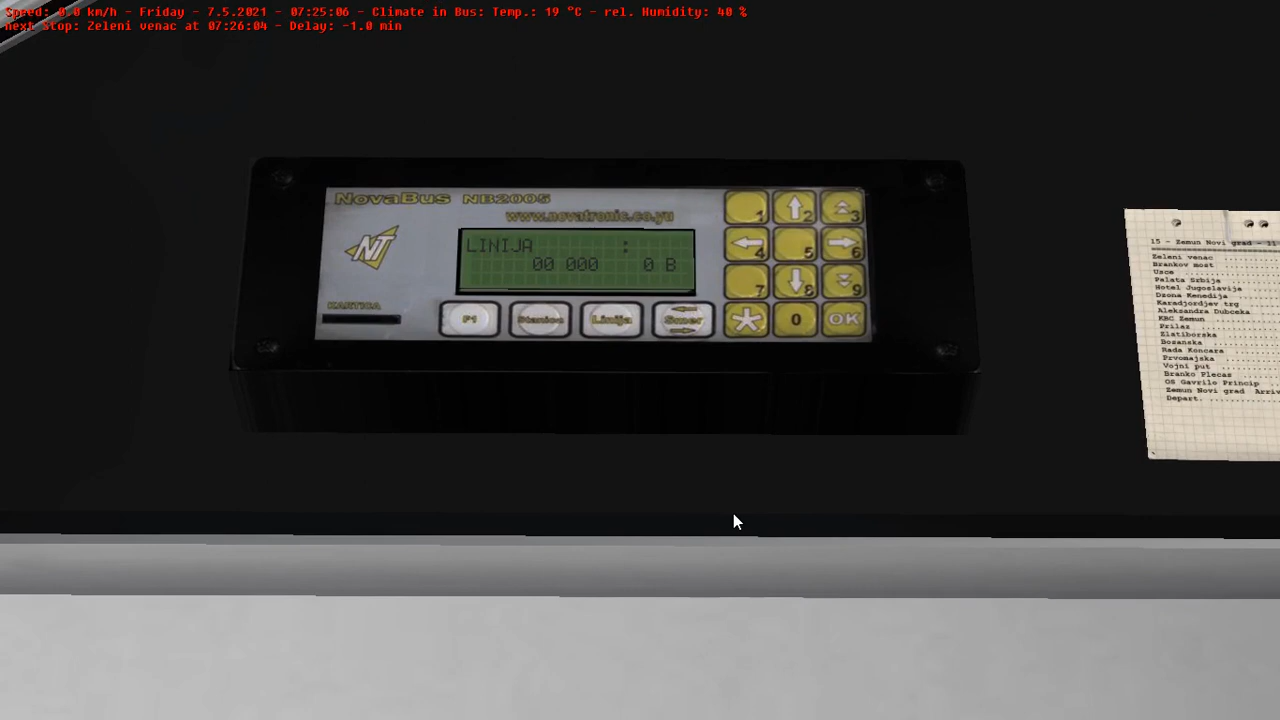 Speed: 0.0 km/h - Friday - 7.5.2021 - 07:25:06 - Climate in Bus: Temp.: 19 °C - rel. Humidity: 40 %
next Stop: Zeleni venac at 07:26:04 - Delay: -1.0 min
NovaBus NB2005
www.novatronic.co.yu
NT
LINIJA :
00 000 0 B
KARTICA
F1 Stanica Linija Smer
1 2 3
4 5 6
7 8 9
* 0 OK
15 - Zemun Novi grad - 11
Zeleni venac
Brankov most
Usce
Palata Srbija
Hotel Jugoslavija
Dzona Kenedija
Karadjordjev trg
Aleksandra Dubceka
KBC Zemun
Prilaz
Zlatiborska
Bosanska
Rada Koncara
Prvomajska
Vojni put
Branko Plecas
OS Gavrilo Princip
Zemun Novi grad Arriv
Depart.